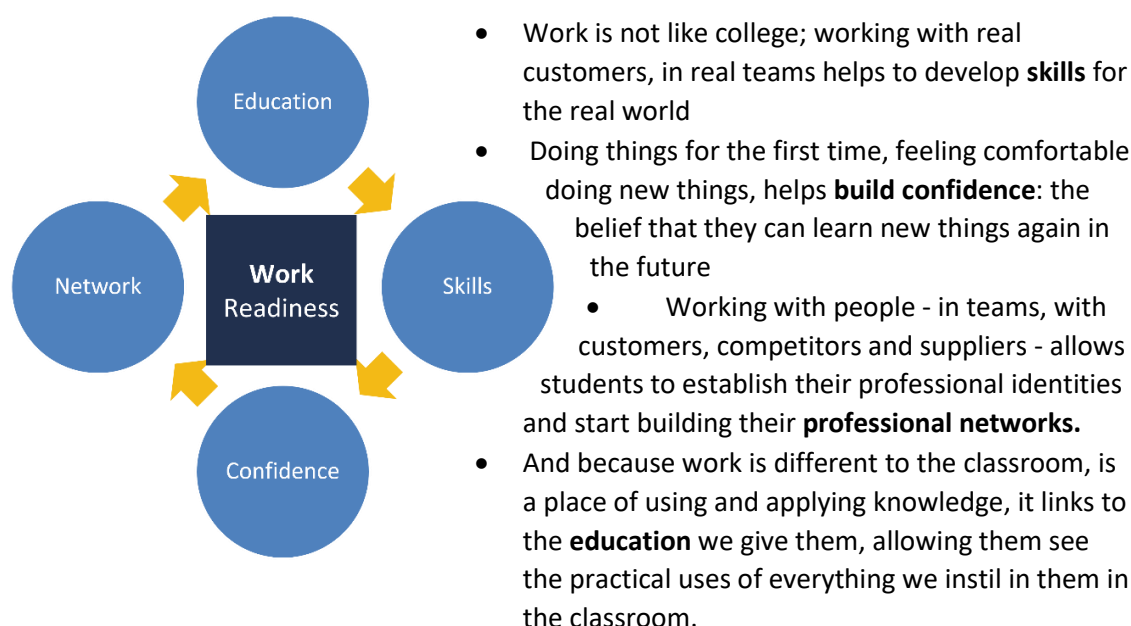 Education
Network
Work
Readiness
Skills
Confidence
• Work is not like college; working with real
customers, in real teams helps to develop skills for
the real world
• Doing things for the first time, feeling comfortable
doing new things, helps build confidence: the
belief that they can learn new things again in
the future
• Working with people - in teams, with
customers, competitors and suppliers - allows
students to establish their professional identities
and start building their professional networks.
• And because work is different to the classroom, is
a place of using and applying knowledge, it links to
the education we give them, allowing them see
the practical uses of everything we instil in them in
the classroom.